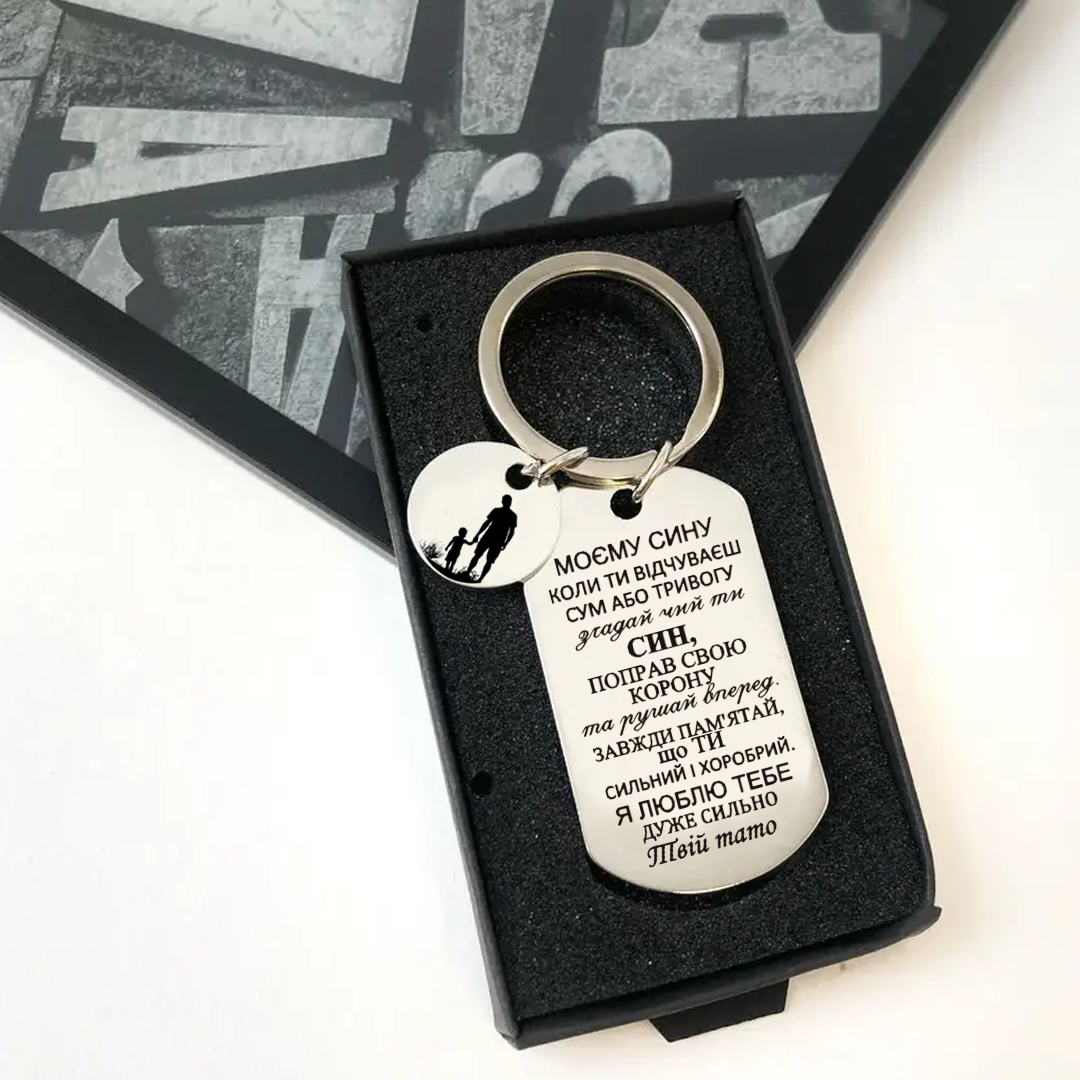 МОЄМУ СИНУ
КОЛИ ТИ ВІДЧУВАЄШ
СУМ АБО ТРИВОГУ
згадай чий ти
СИН,
ПОПРАВ СВОЮ
КОРОНУ
та рушай вперед.
ЗАВЖДИ ПАМ'ЯТАЙ,
що ТИ
СИЛЬНИЙ І ХОРОБРИЙ.
Я ЛЮБЛЮ ТЕБЕ
ДУЖЕ СИЛЬНО
Твій тато